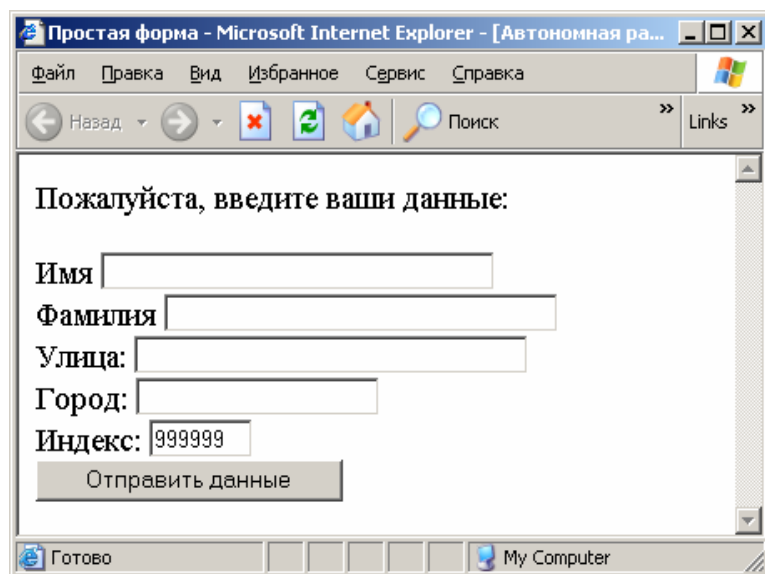 Простая форма - Microsoft Internet Explorer - [Автономная ра...
Файл Правка Вид Избранное Сервис Справка
Назад Поиск » Links »
Пожалуйста, введите ваши данные:
Имя
Фамилия
Улица:
Город:
Индекс: 999999
Отправить данные
Готово My Computer